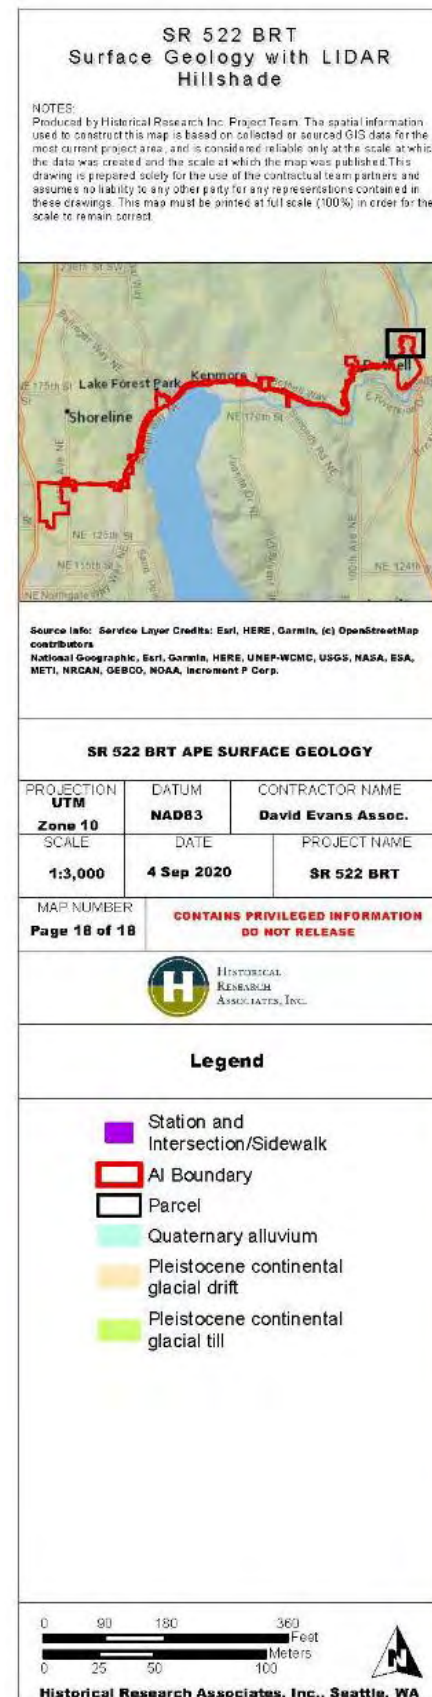 SR 522 BRT
Surface Geology with LIDAR
Hillshade
NOTES:
Produced by Historical Research Inc. Project Team. The spatial information
used to construct this map is based on collected or sourced GIS data for the
most current project area, and is considered reliable only at the scale at which
the data was created and the scale at which the map was published.This
drawing is prepared solely for the use of the contractual team partners and
assumes no liability to any other party for any representations contained in
these drawings. This map must be printed at full scale (100%) in order for the
scale to remain correct.
Lake Forest Park
Kenmore
Shoreline
NE 175th St
NE 170th St
NE 125th St
NE 124th
Source Info: Service Layer Credits: Esri, HERE, Garmin, (c) OpenStreetMap
contributors
National Geographic, Esri, Garmin, HERE, UNEP-WCMC, USGS, NASA, ESA,
METI, NRCAN, GEBCO, NOAA, Increment P Corp.
SR 522 BRT APE SURFACE GEOLOGY
PROJECTION DATUM CONTRACTOR NAME
UTM
Zone 10 NAD83 David Evans Assoc.
SCALE DATE PROJECT NAME
1:3,000 4 Sep 2020 SR 522 BRT
MAP NUMBER
Page 18 of 18
CONTAINS PRIVILEGED INFORMATION
DO NOT RELEASE
H
HISTORICAL
RESEARCH
ASSOCIATES, INC.
Legend
Station and
Intersection/Sidewalk
AI Boundary
Parcel
Quaternary alluvium
Pleistocene continental
glacial drift
Pleistocene continental
glacial till
0 90 180 360
Feet
Meters
0 25 50 100
N
Historical Research Associates, Inc., Seattle, WA